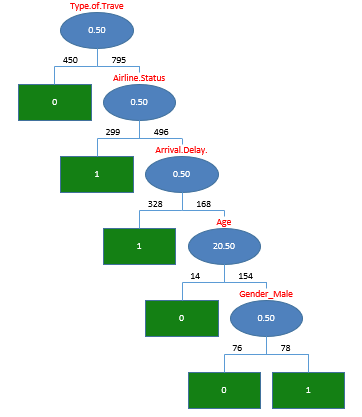 Type.of.Trave
0.50
450 795
Airline.Status
0 0.50
299 496
Arrival.Delay.
1 0.50
328 168
Age
1 20.50
14 154
Gender_Male
0 0.50
76 78
0 1